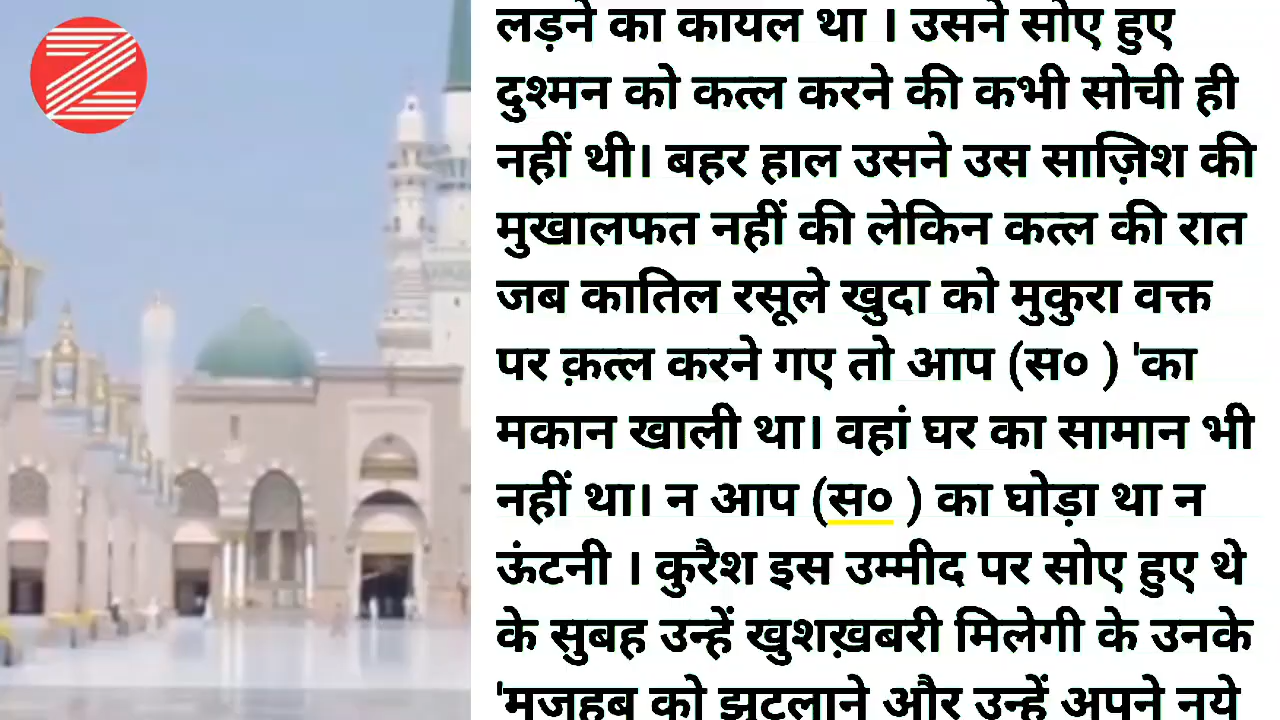 लड़ने का कायल था । उसने सोए हुए
दुश्मन को कत्ल करने की कभी सोची ही
नहीं थी। बहर हाल उसने उस साज़िश की
मुखालफत नहीं की लेकिन कत्ल की रात
जब कातिल रसूले खुदा को मुकुरा वक्त
पर क़त्ल करने गए तो आप (स० ) 'का
मकान खाली था। वहां घर का सामान भी
नहीं था। न आप (स० ) का घोड़ा था न
ऊंटनी । कुरैश इस उम्मीद पर सोए हुए थे
के सुबह उन्हें खुशख़बरी मिलेगी के उनके
'मजहब को झुटलाने और उन्हें अपने नये